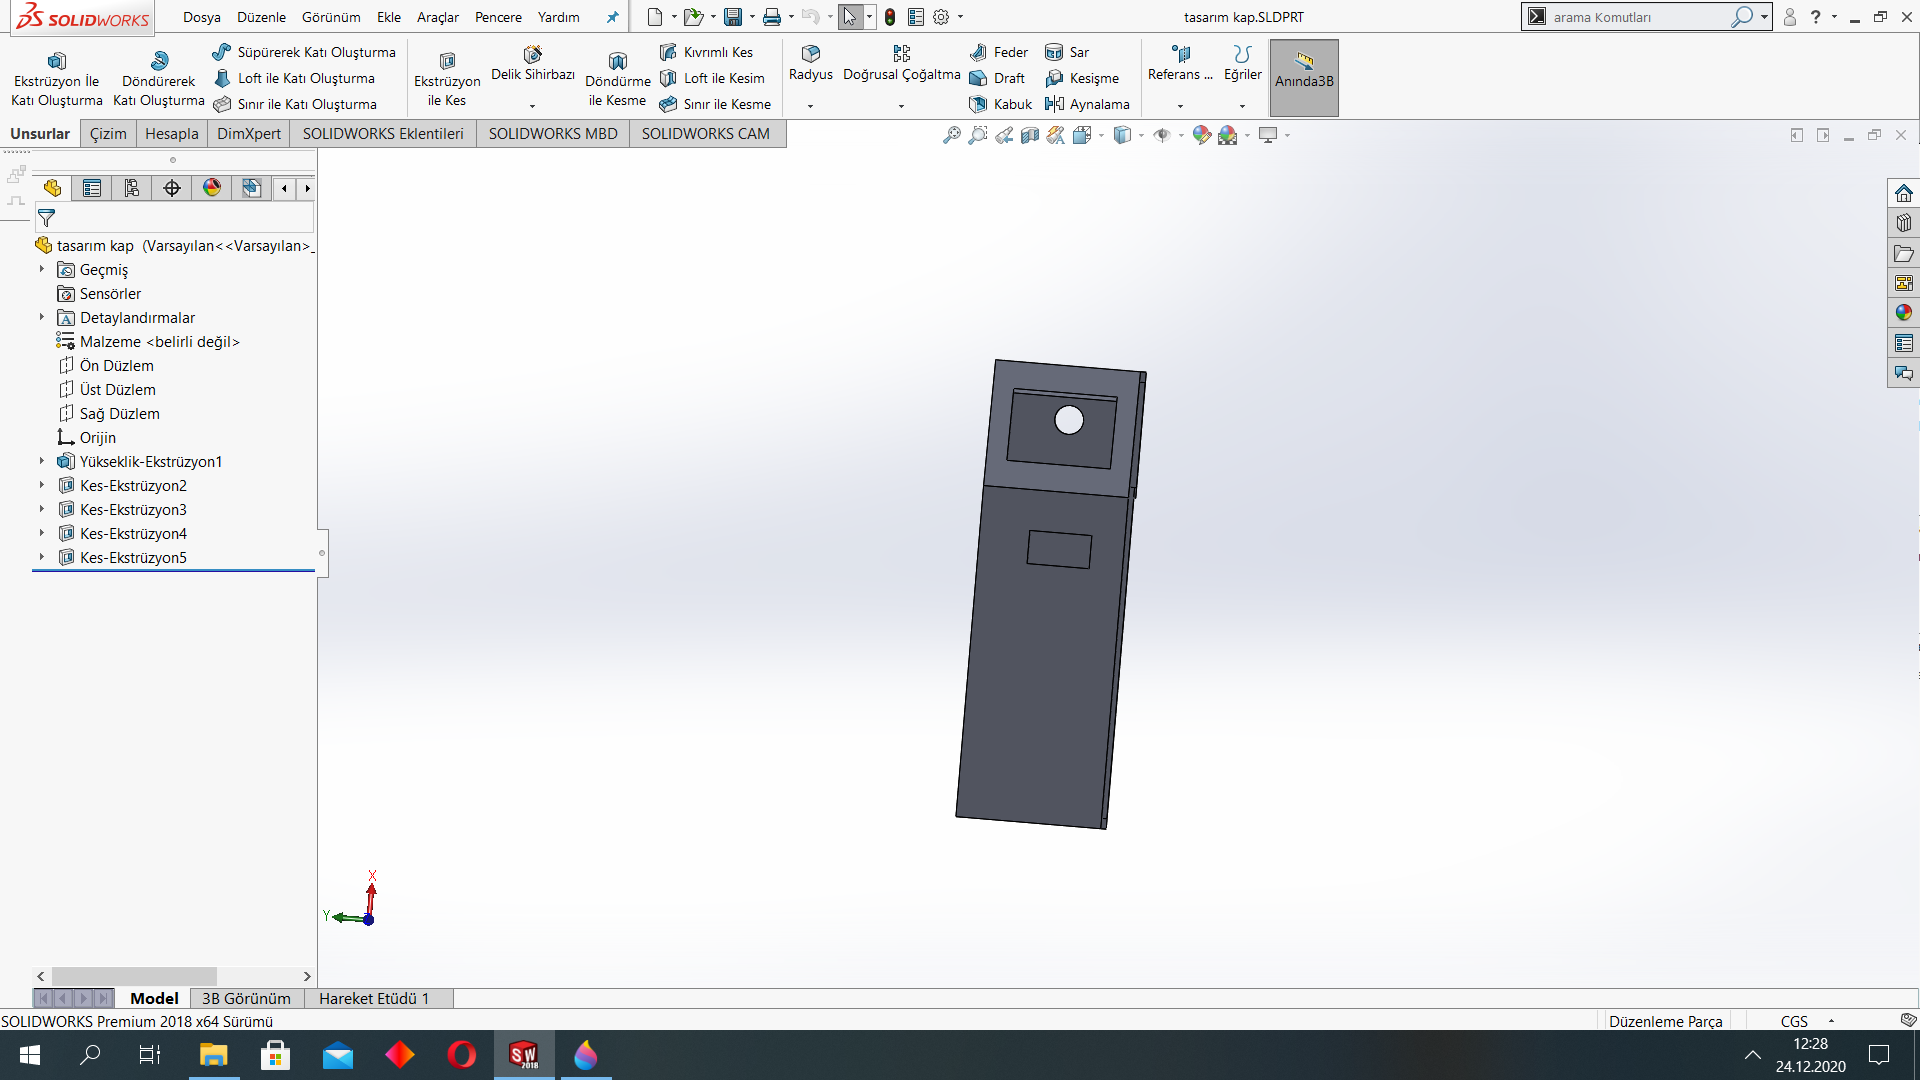 SOLIDWORKS
Dosya Düzenle Görünüm Ekle Araçlar Pencere Yardım
tasarım kap.SLDPRT
arama Komutları
?
Ekstrüzyon İle Katı Oluşturma
Döndürerek Katı Oluşturma
Süpürerek Katı Oluşturma
Loft ile Katı Oluşturma
Sınır ile Katı Oluşturma
Ekstrüzyon ile Kes
Delik Sihirbazı
Döndürme ile Kesme
Kıvrımlı Kes
Loft ile Kesim
Sınır ile Kesme
Radyus
Doğrusal Çoğaltma
Feder
Draft
Kabuk
Sar
Kesişme
Aynalama
Referans ...
Eğriler
Anında3B
Unsurlar Çizim Hesapla DimXpert SOLIDWORKS Eklentileri SOLIDWORKS MBD SOLIDWORKS CAM
tasarım kap (Varsayılan<<Varsayılan>_
Geçmiş
Sensörler
Detaylandırmalar
Malzeme <belirli değil>
Ön Düzlem
Üst Düzlem
Sağ Düzlem
Orijin
Yükseklik-Ekstrüzyon1
Kes-Ekstrüzyon2
Kes-Ekstrüzyon3
Kes-Ekstrüzyon4
Kes-Ekstrüzyon5
X
Y
Model 3B Görünüm Hareket Etüdü 1
SOLIDWORKS Premium 2018 x64 Sürümü
Düzenleme Parça
CGS
SW
2018
12:28
24.12.2020